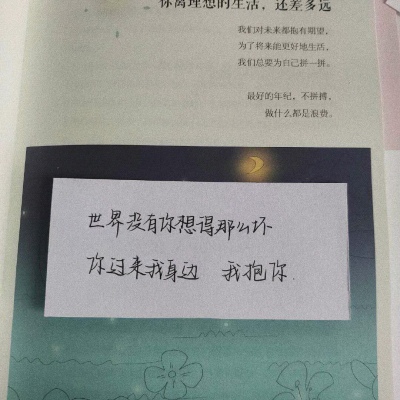 你离理想的生活，还差多远
我们对未来都抱有期望，
为了将来能更好地生活，
我们总要为自己拼一拼。
最好的年纪，不拼搏，
做什么都是浪费。
世界没有你想得那么坏
你过来我身边 我抱你.